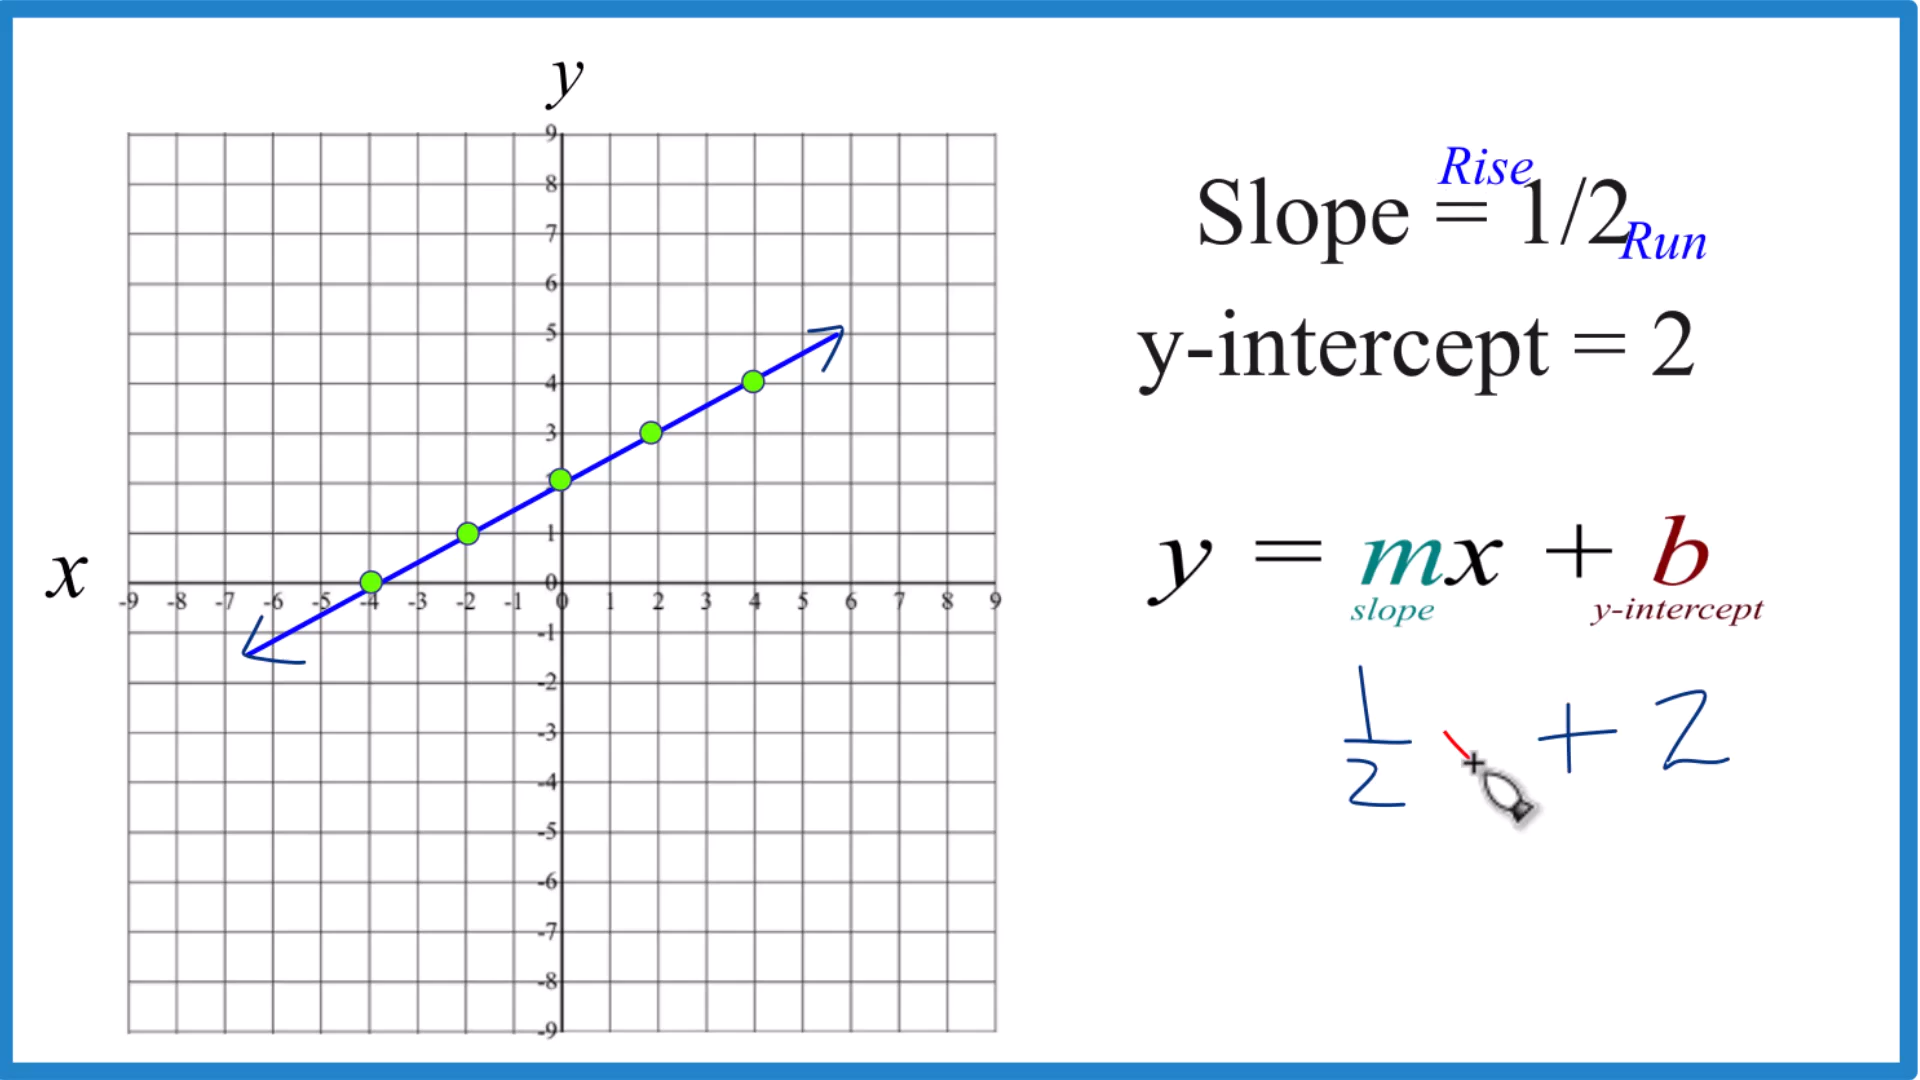 y
9
8
7
6
5
4
3
1
x
0
-9 -8 -7 -6 -5 -4 -3 -2 -1 0 1 2 3 4 5 6 7 8 9
-1
-2
-3
-4
-5
-6
-7
-8
-9
Rise
Slope = 1/2
Run
y-intercept = 2
y = mx + b
slope y-intercept
1/2 + 2